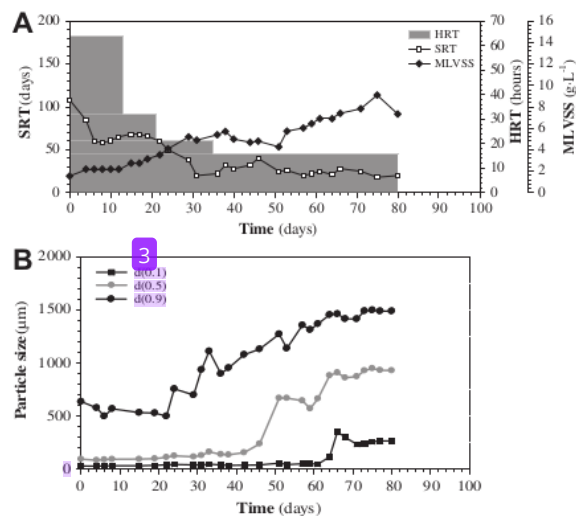 A
200
150
100
50
0
SRT (days)
HRT
SRT
MLVSS
70
60
50
40
30
20
10
0
HRT (hours)
16
14
12
10
8
6
4
2
0
MLVSS (g·L⁻¹)
0 10 20 30 40 50 60 70 80 90 100
Time (days)
B
3
2000
1500
1000
500
0
Particle size (μm)
d(0.1)
d(0.5)
d(0.9)
0 10 20 30 40 50 60 70 80 90 100
Time (days)